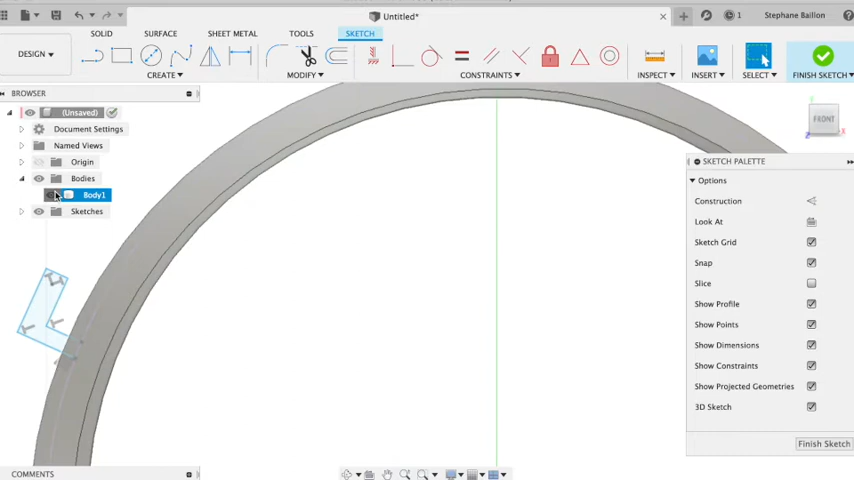 Untitled*
1
Stephane Baillon
SOLID SURFACE SHEET METAL TOOLS SKETCH
DESIGN
CREATE MODIFY CONSTRAINTS INSPECT INSERT SELECT FINISH SKETCH
BROWSER
(Unsaved)
Document Settings
Named Views
Origin
Bodies
Body1
Sketches
FRONT
X
Z
SKETCH PALETTE
Options
Construction
Look At
Sketch Grid
Snap
Slice
Show Profile
Show Points
Show Dimensions
Show Constraints
Show Projected Geometries
3D Sketch
Finish Sketch
COMMENTS